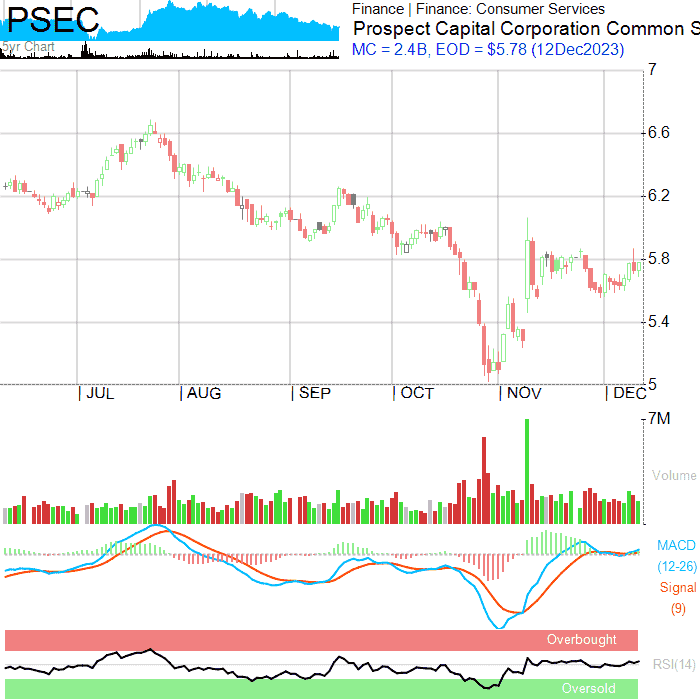 PSEC
5yr Chart
Finance | Finance: Consumer Services
Prospect Capital Corporation Common S
MC = 2.4B, EOD = $5.78 (12Dec2023)
7
6.6
6.2
5.8
5.4
5
| JUL | AUG | SEP | OCT | NOV | DEC
7M
Volume
MACD
(12-26)
Signal
(9)
Overbought
RSI(14)
Oversold